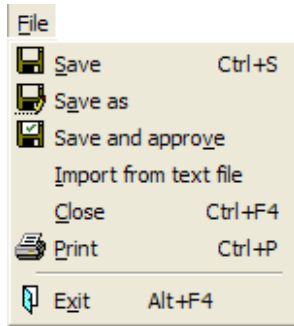 File
Save Ctrl+S
Save as
Save and approve
Import from text file
Close Ctrl+F4
Print Ctrl+P
Exit Alt+F4